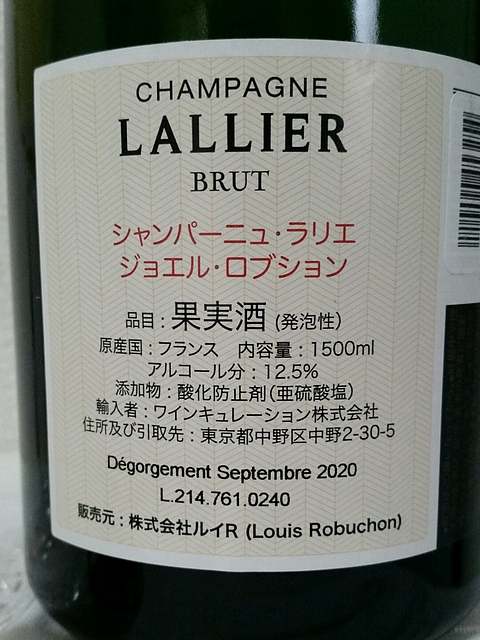 CHAMPAGNE
LALLIER
BRUT
シャンパーニュ・ラリエ
ジョエル・ロブション
品目：果実酒 (発泡性)
原産国：フランス　内容量：1500ml
アルコール分：12.5%
添加物：酸化防止剤（亜硫酸塩）
輸入者：ワインキュレーション株式会社
住所及び引取先：東京都中野区中野2-30-5
Dégorgement Septembre 2020
L.214.761.0240
販売元：株式会社ルイR (Louis Robuchon)